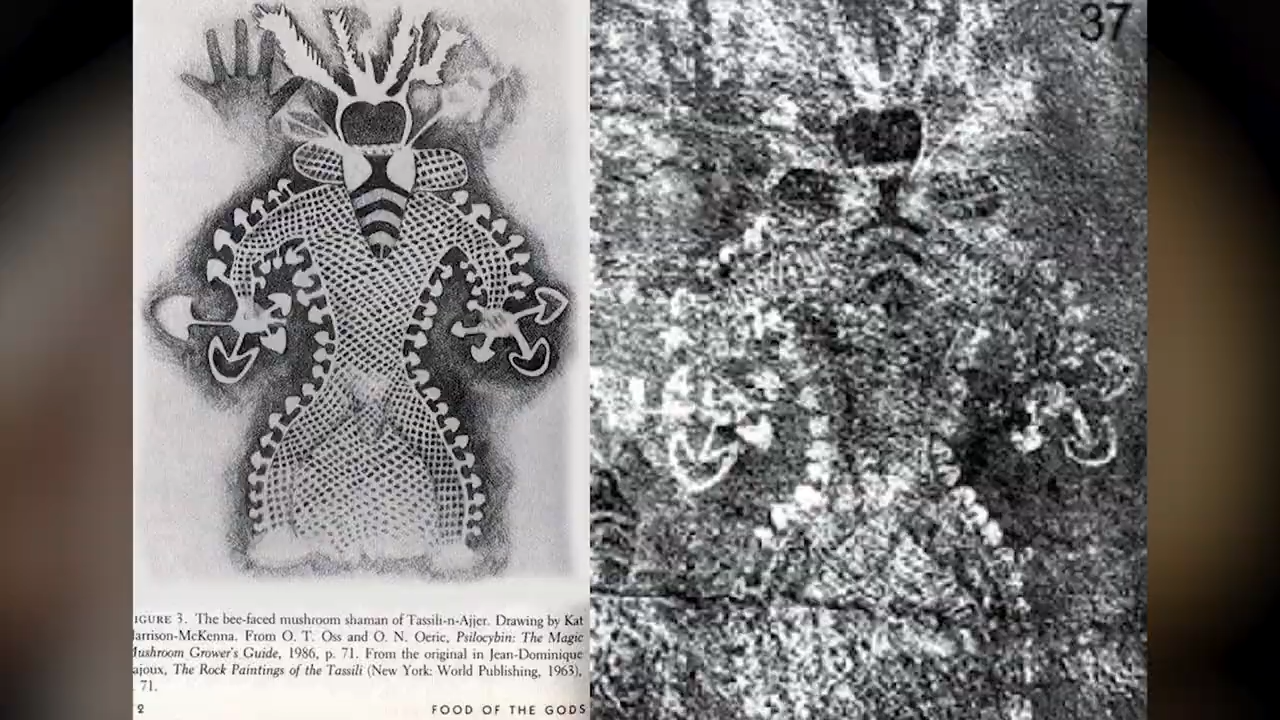 IGURE 3. The bee-faced mushroom shaman of Tassili-n-Ajjer. Drawing by Kat
arrison-McKenna. From O. T. Oss and O. N. Oeric, Psilocybin: The Magic
ushroom Grower's Guide, 1986, p. 71. From the original in Jean-Dominique
ajoux, The Rock Paintings of the Tassili (New York: World Publishing, 1963),
. 71.
2 FOOD OF THE GODS
37